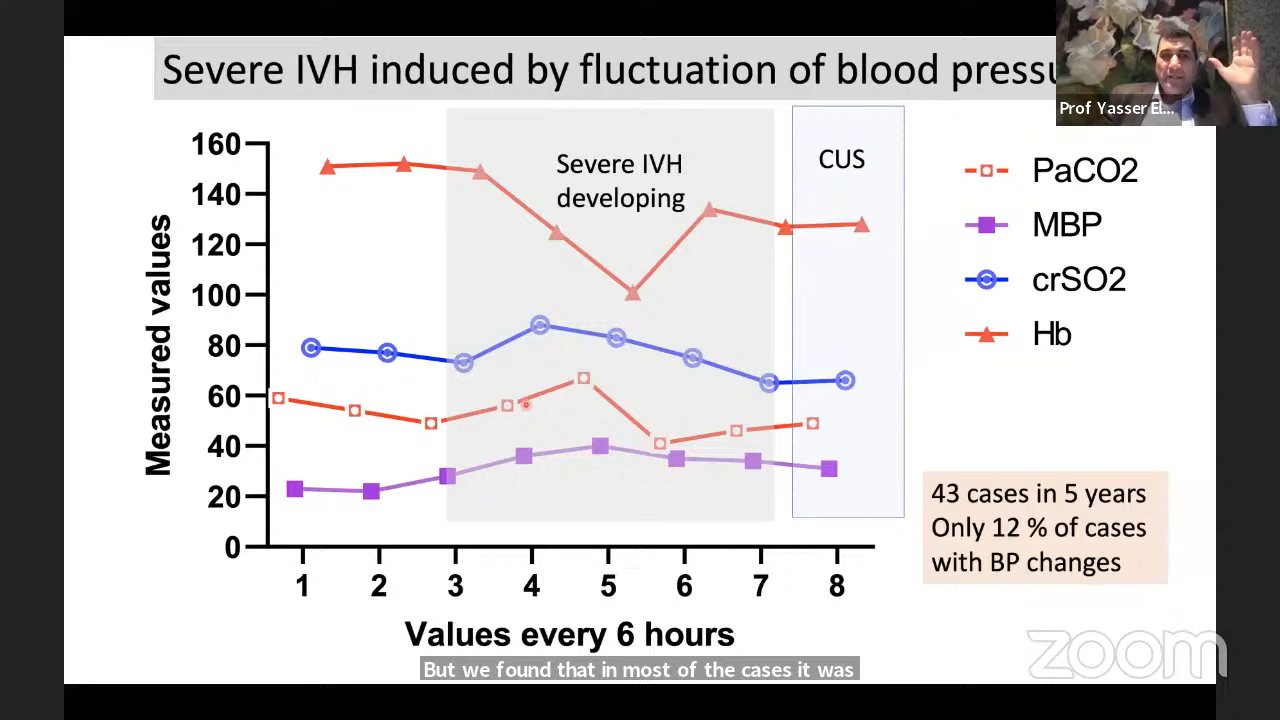 Severe IVH induced by fluctuation of blood
Prof Yasser El...
160
140
120
100
80
60
40
20
0
Measured values
Severe IVH
developing
CUS
PaCO2
MBP
crSO2
Hb
43 cases in 5 years
Only 12 % of cases
with BP changes
1 2 3 4 5 6 7 8
Values every 6 hours
But we found that in most of the cases it was
zoom